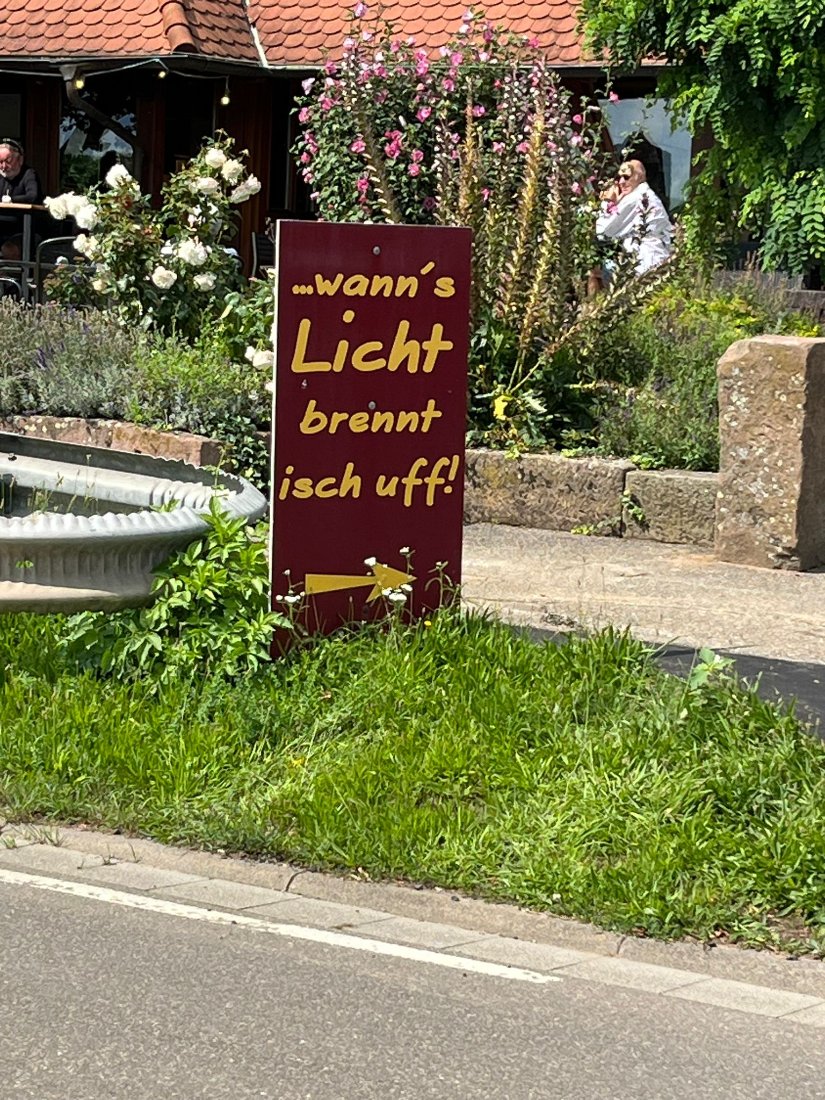 ...wann's
Licht
brennt
isch uff!